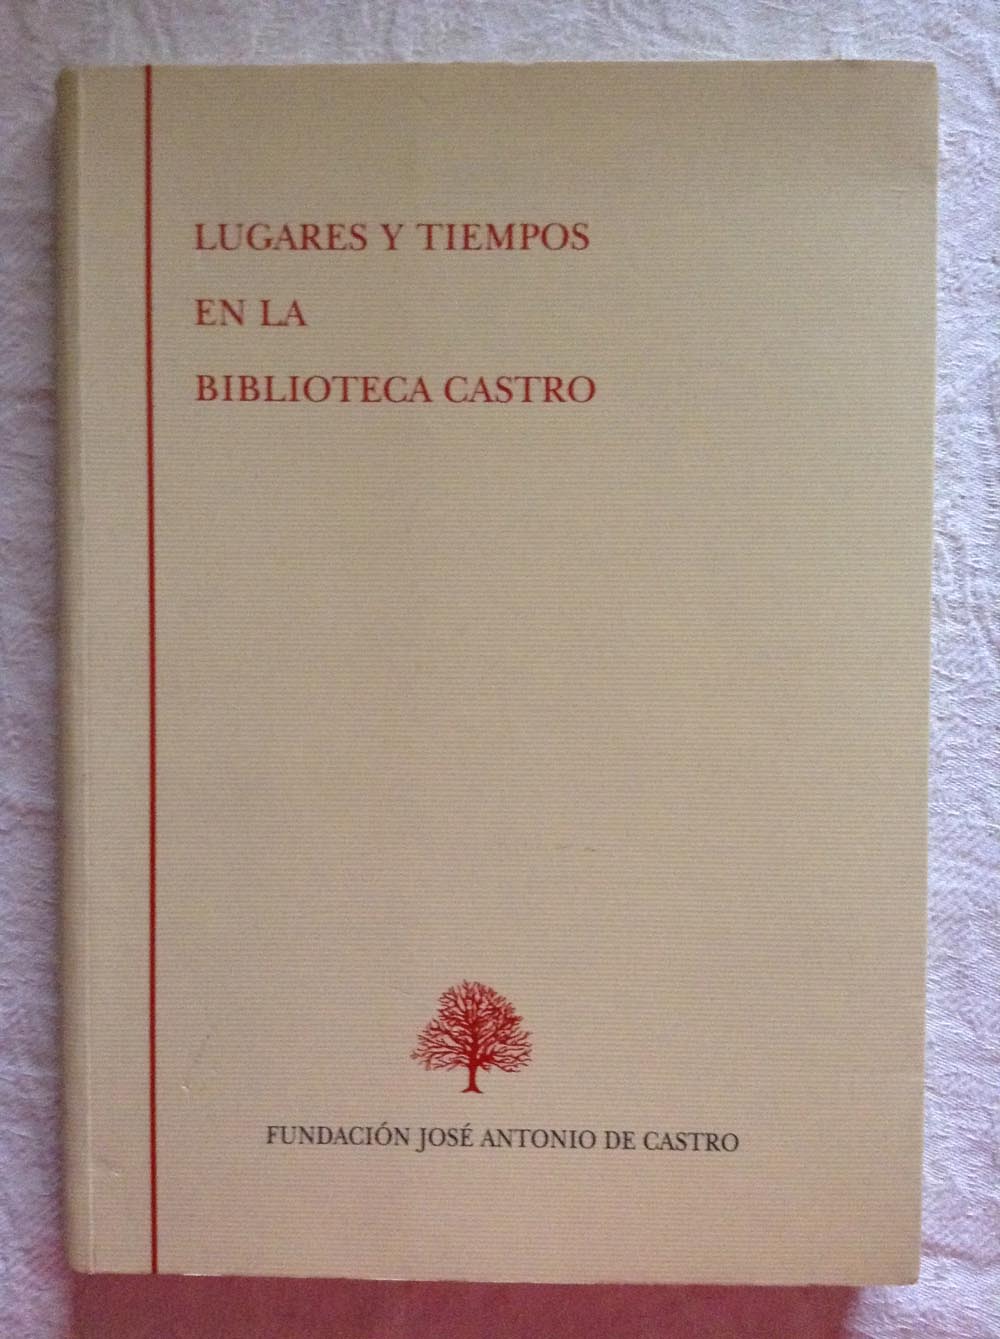 LUGARES Y TIEMPOS
EN LA
BIBLIOTECA CASTRO
FUNDACIÓN JOSÉ ANTONIO DE CASTRO